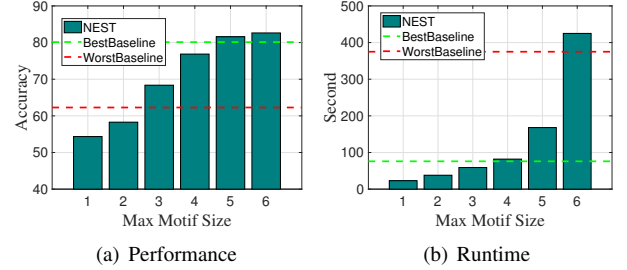 NEST
BestBaseline
WorstBaseline
Accuracy
90
80
70
60
50
40
1 2 3 4 5 6
Max Motif Size
(a) Performance
NEST
BestBaseline
WorstBaseline
Second
500
400
300
200
100
0
1 2 3 4 5 6
Max Motif Size
(b) Runtime